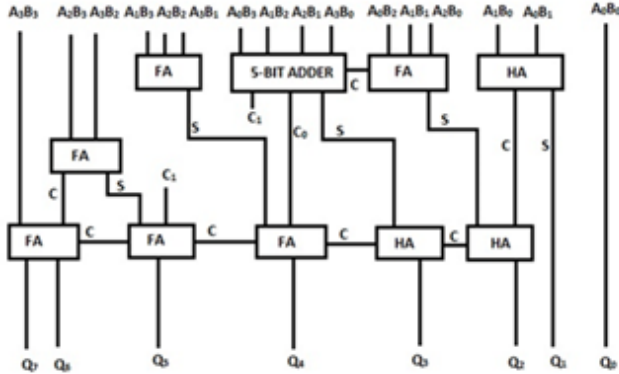 A₃B₃ A₂B₃ A₃B₂ A₁B₃ A₂B₂ A₃B₁ A₀B₃ A₁B₂ A₂B₁ A₃B₀ A₀B₂ A₁B₁ A₂B₀ A₁B₀ A₀B₁ A₀B₀
FA 5-BIT ADDER C FA HA
C₁
S C₀ S S C S
FA
C S C₁
FA C FA C FA C HA C HA
Q₇ Q₆ Q₅ Q₄ Q₃ Q₂ Q₁ Q₀